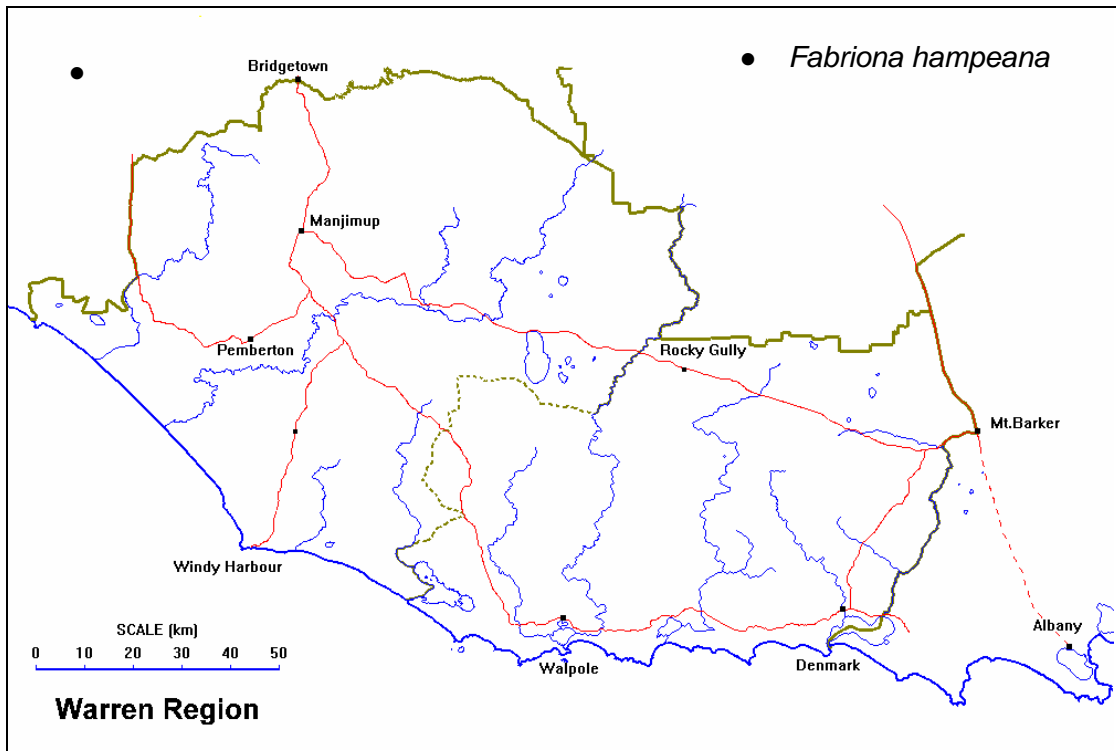 Fabriona hampeana
Bridgetown
Manjimup
Pemberton
Rocky Gully
Mt.Barker
Windy Harbour
SCALE (km)
0 10 20 30 40 50
Walpole
Denmark
Albany
Warren Region